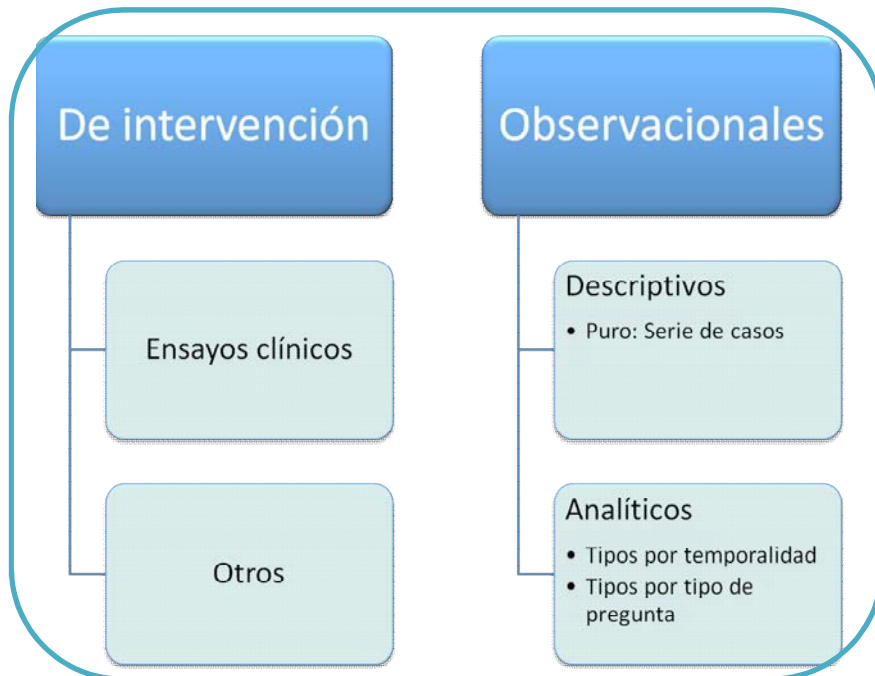 De intervención
Ensayos clínicos
Otros
Observacionales
Descriptivos
• Puro: Serie de casos
Analíticos
• Tipos por temporalidad
• Tipos por tipo de
pregunta